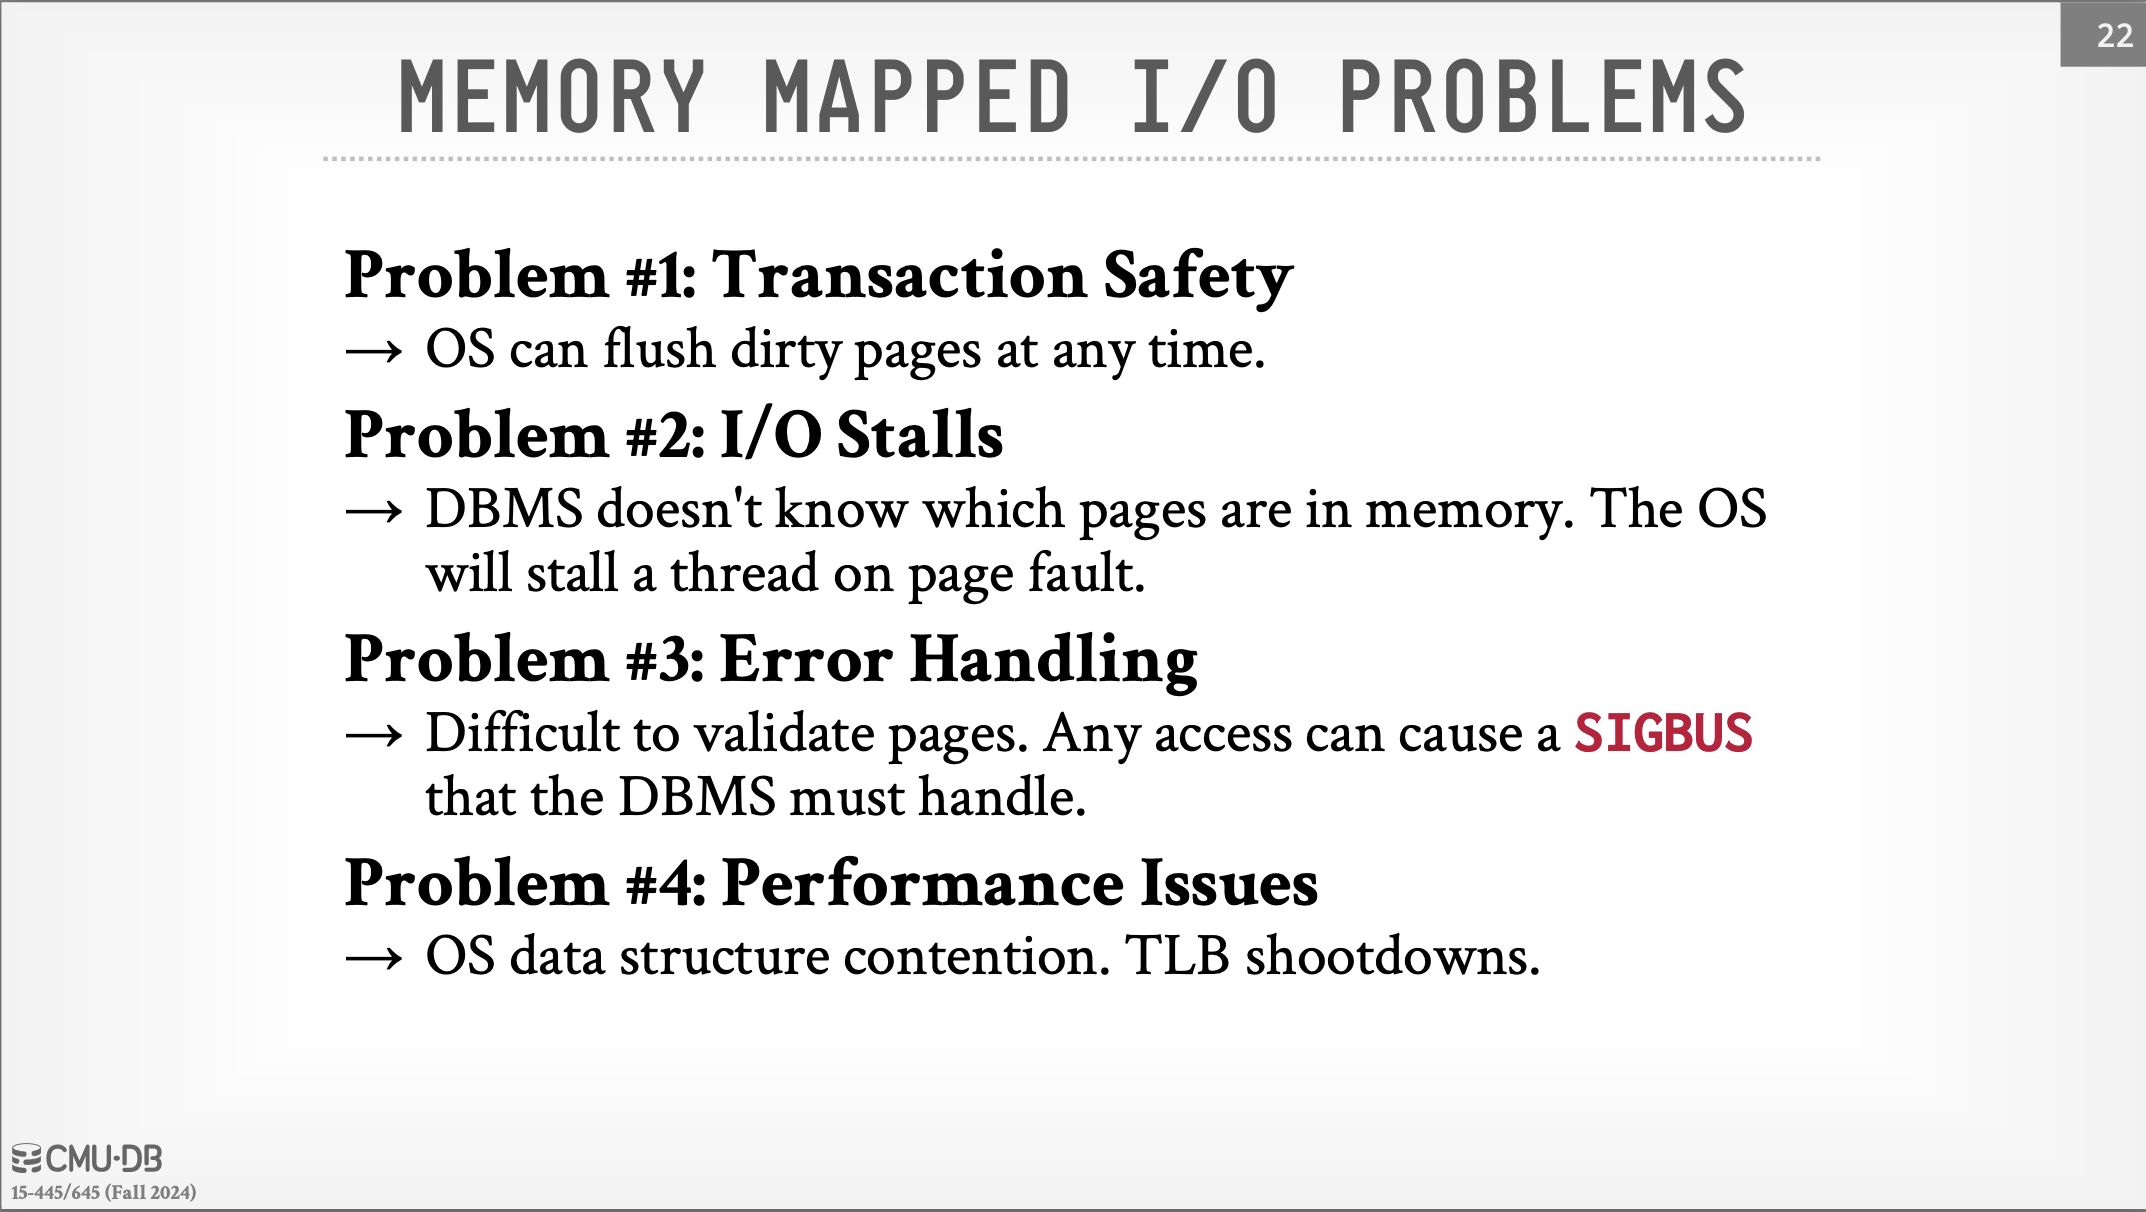 22
MEMORY MAPPED I/O PROBLEMS
Problem #1: Transaction Safety
→ OS can flush dirty pages at any time.
Problem #2: I/O Stalls
→ DBMS doesn't know which pages are in memory. The OS
will stall a thread on page fault.
Problem #3: Error Handling
→ Difficult to validate pages. Any access can cause a SIGBUS
that the DBMS must handle.
Problem #4: Performance Issues
→ OS data structure contention. TLB shootdowns.
CMU·DB
15-445/645 (Fall 2024)